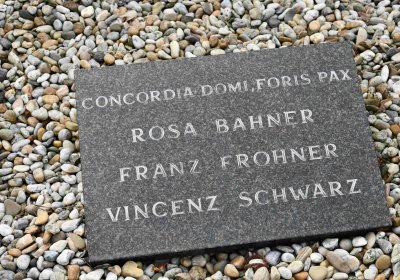 CONCORDIA DOMI, FORIS PAX
ROSA BAHNER
FRANZ FROHNER
VINCENZ SCHWARZ